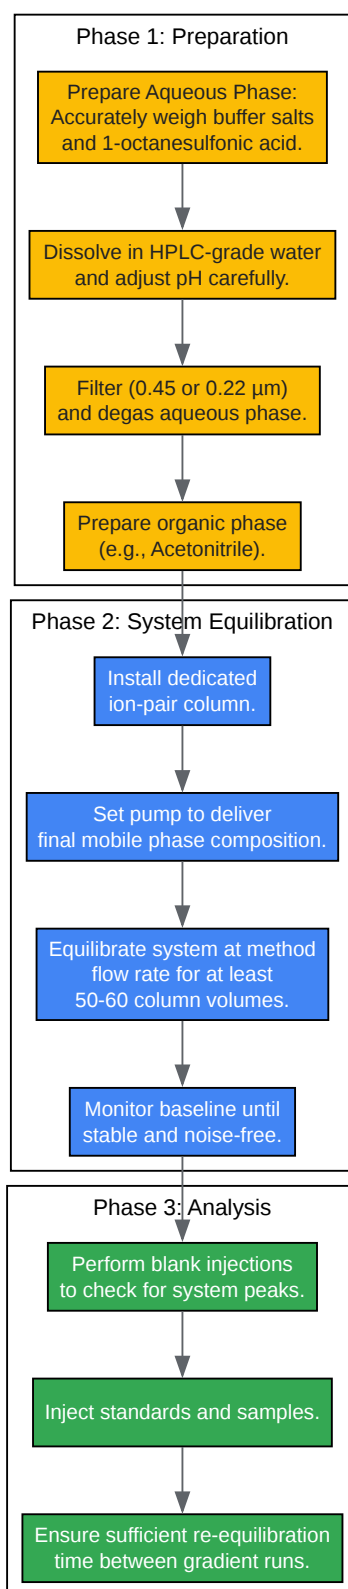 Phase 1: Preparation
Prepare Aqueous Phase:
Accurately weigh buffer salts
and 1-octanesulfonic acid.
Dissolve in HPLC-grade water
and adjust pH carefully.
Filter (0.45 or 0.22 µm)
and degas aqueous phase.
Prepare organic phase
(e.g., Acetonitrile).
Phase 2: System Equilibration
Install dedicated
ion-pair column.
Set pump to deliver
final mobile phase composition.
Equilibrate system at method
flow rate for at least
50-60 column volumes.
Monitor baseline until
stable and noise-free.
Phase 3: Analysis
Perform blank injections
to check for system peaks.
Inject standards and samples.
Ensure sufficient re-equilibration
time between gradient runs.